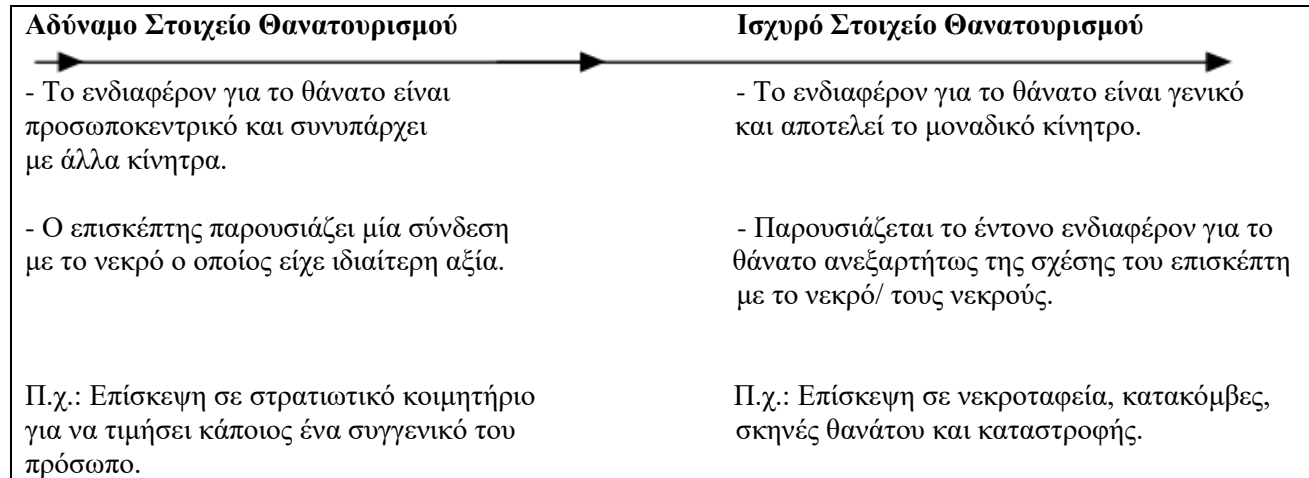 Αδύναμο Στοιχείο Θανατουρισμού
Ισχυρό Στοιχείο Θανατουρισμού
- Το ενδιαφέρον για το θάνατο είναι
προσωποκεντρικό και συνυπάρχει
με άλλα κίνητρα.
- Το ενδιαφέρον για το θάνατο είναι γενικό
και αποτελεί το μοναδικό κίνητρο.
- Ο επισκέπτης παρουσιάζει μία σύνδεση
με το νεκρό ο οποίος είχε ιδιαίτερη αξία.
- Παρουσιάζεται το έντονο ενδιαφέρον για το
θάνατο ανεξαρτήτως της σχέσης του επισκέπτη
με το νεκρό/ τους νεκρούς.
Π.χ.: Επίσκεψη σε στρατιωτικό κοιμητήριο
για να τιμήσει κάποιος ένα συγγενικό του
πρόσωπο.
Π.χ.: Επίσκεψη σε νεκροταφεία, κατακόμβες,
σκηνές θανάτου και καταστροφής.